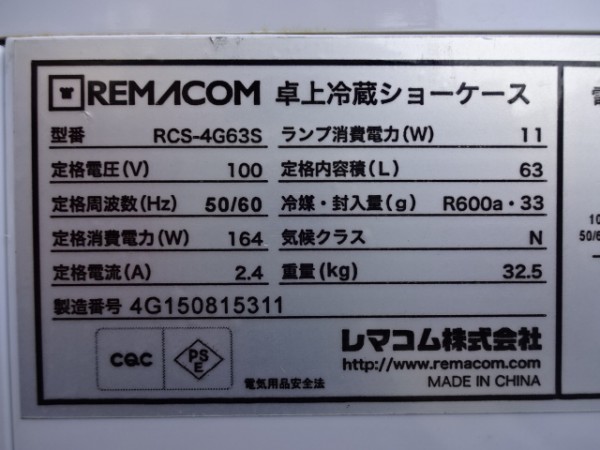 REMACOM 卓上冷蔵ショーケース
型番 RCS-4G63S ランプ消費電力(W) 11
定格電圧(V) 100 定格内容積(L) 63
定格周波数(Hz) 50/60 冷媒・封入量(g) R600a・33
定格消費電力(W) 164 気候クラス N
定格電流(A) 2.4 重量(kg) 32.5
製造番号 4G150815311
レマコム株式会社
http://www.remacom.com
MADE IN CHINA
CQC
PS
E
電気用品安全法